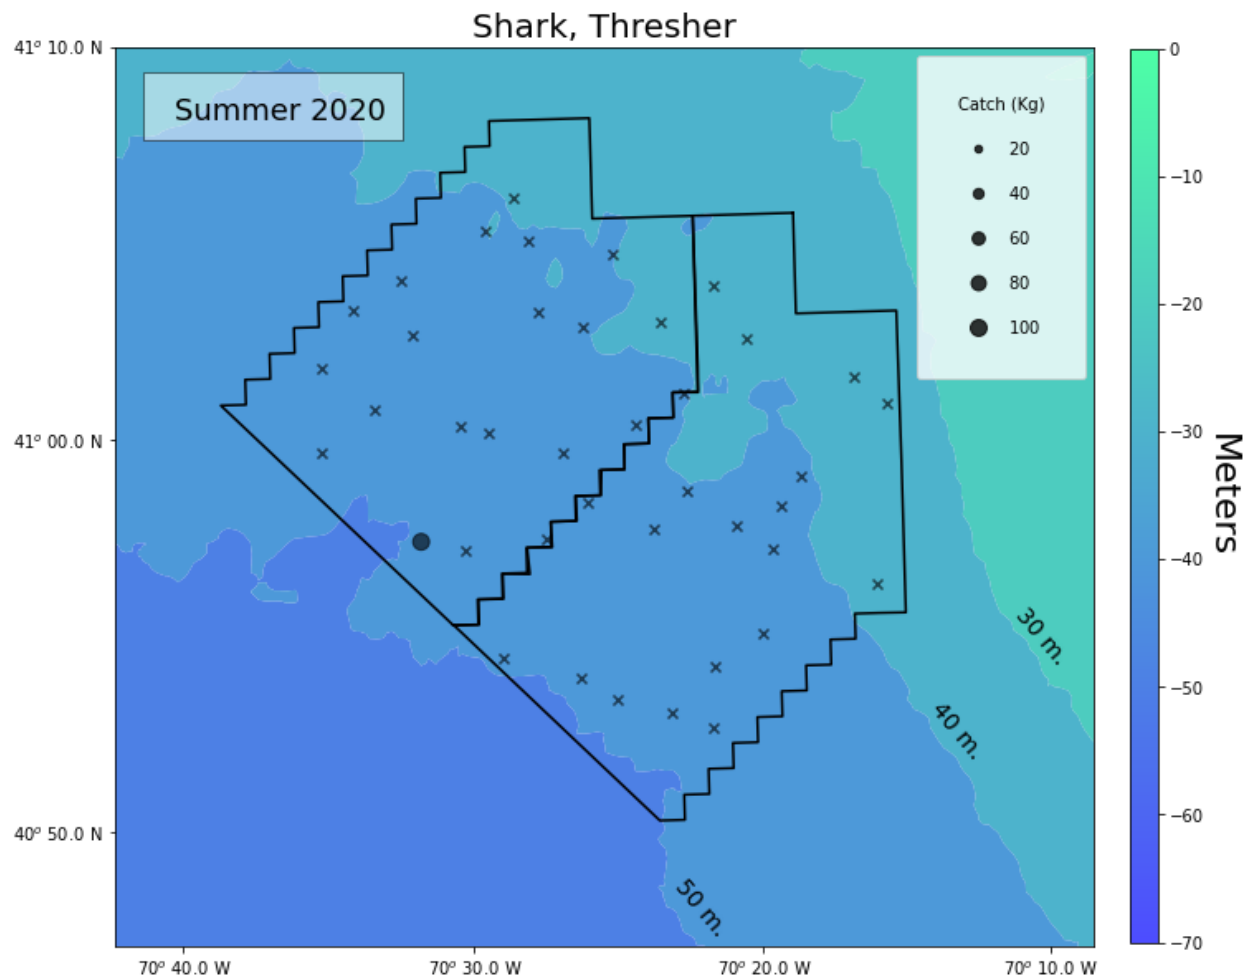 Shark, Thresher
41° 10.0 N
41° 00.0 N
40° 50.0 N
Summer 2020
Catch (Kg)
20
40
60
80
100
30 m.
40 m.
50 m.
70° 40.0 W
70° 30.0 W
70° 20.0 W
70° 10.0 W
0
−10
−20
−30
−40
−50
−60
−70
Meters